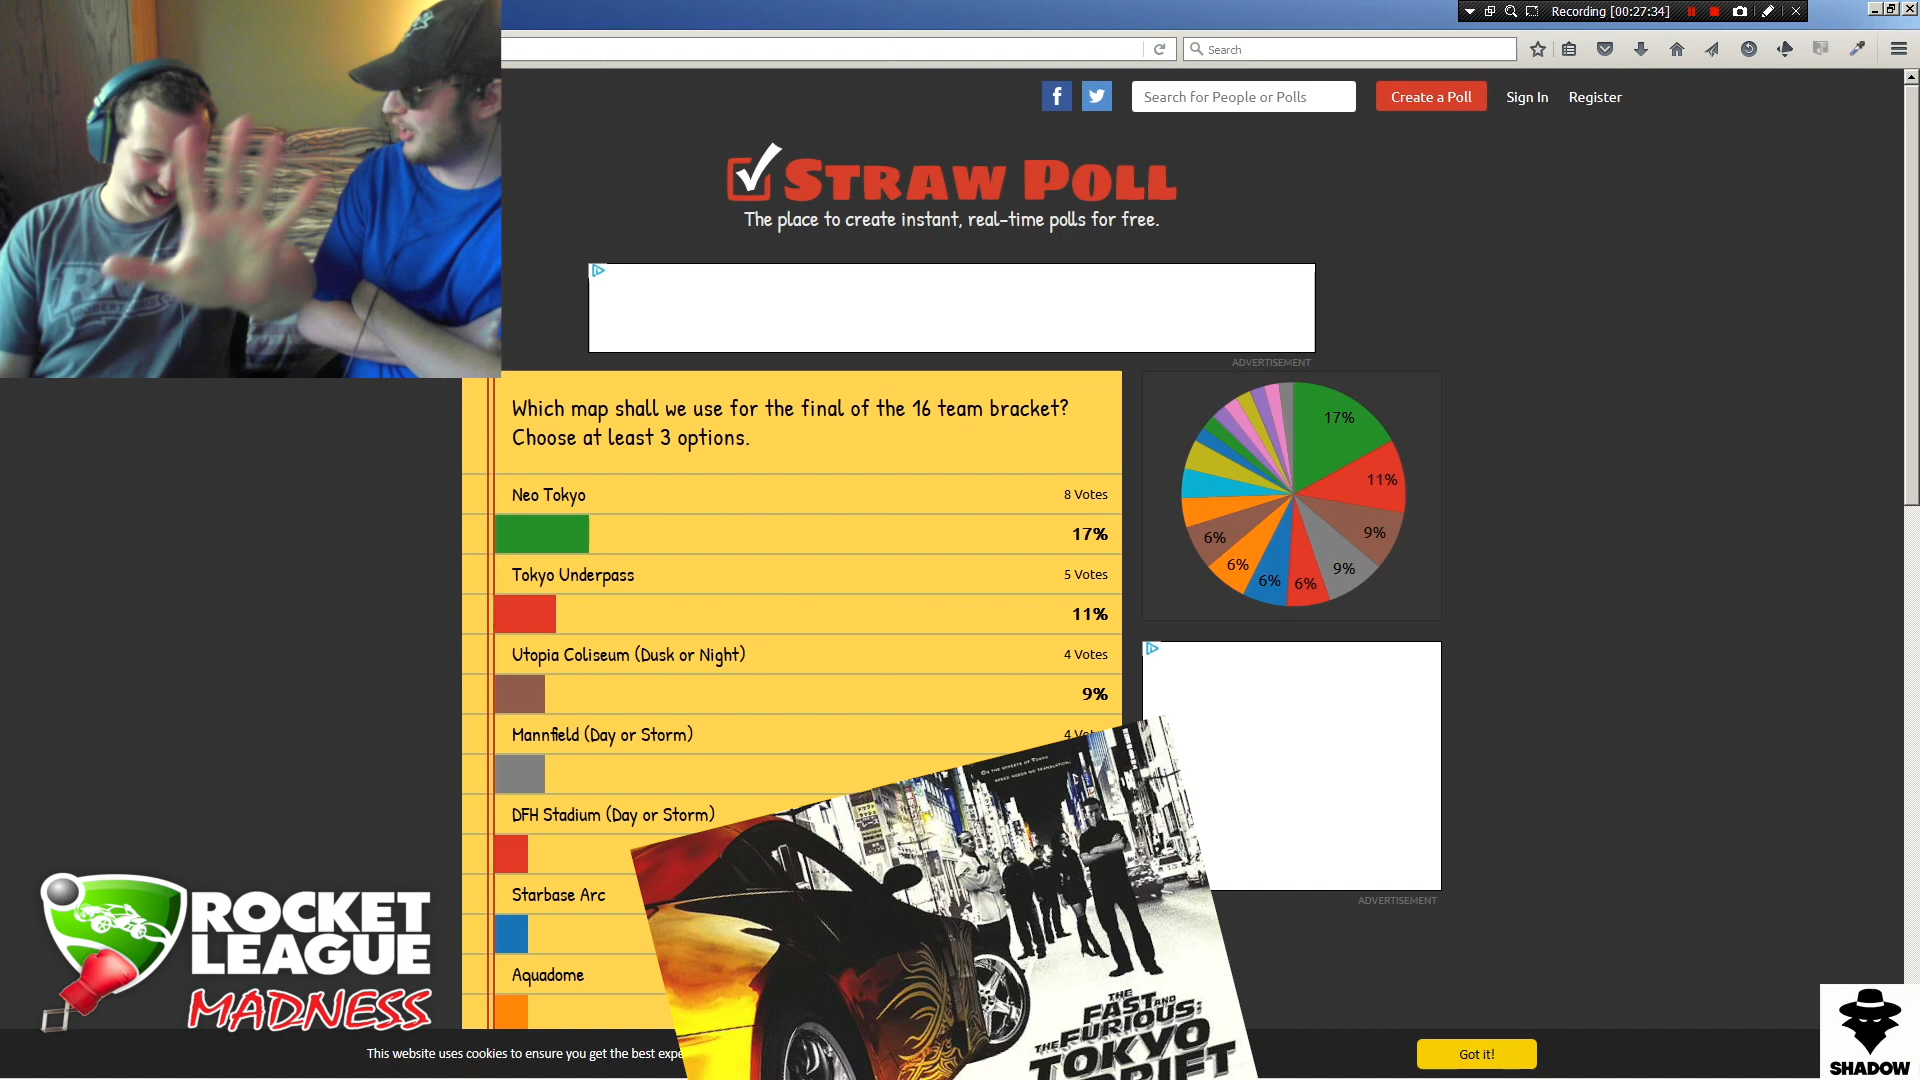 Recording [00:27:34]
Search
Search for People or Polls
Create a Poll
Sign In
Register
STRAW POLL
The place to create instant, real-time polls for free.
ADVERTISEMENT
Which map shall we use for the final of the 16 team bracket?
Choose at least 3 options.
Neo Tokyo
8 Votes
17%
Tokyo Underpass
5 Votes
11%
Utopia Coliseum (Dusk or Night)
4 Votes
9%
Mannfield (Day or Storm)
DFH Stadium (Day or Storm)
Starbase Arc
Aquadome
17%
11%
9%
9%
6%
6%
6%
6%
ADVERTISEMENT
ROCKET
LEAGUE
MADNESS
THE
FAST AND
THE FURIOUS:
TOKYO
DRIFT
This website uses cookies to ensure you get the best
Got it!
SHADOW